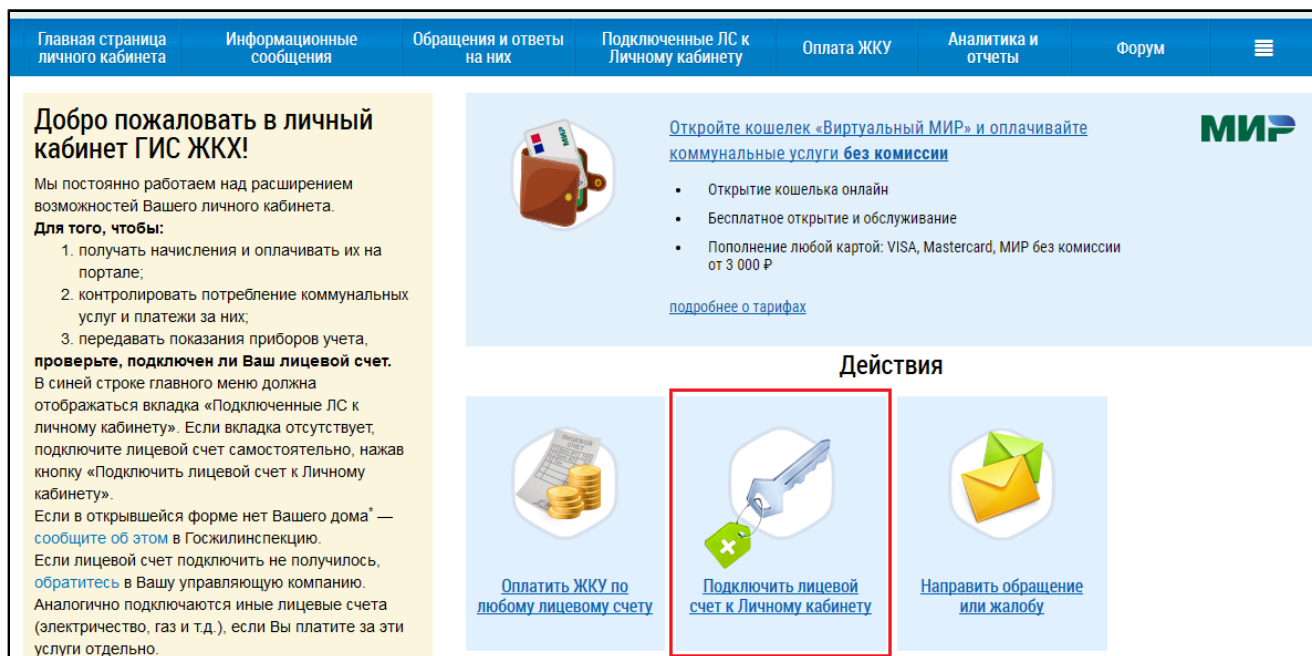 Главная страница
личного кабинета
Информационные
сообщения
Обращения и ответы
на них
Подключенные ЛС к
Личному кабинету
Оплата ЖКУ
Аналитика и
отчеты
Форум
Добро пожаловать в личный
кабинет ГИС ЖКХ!
Мы постоянно работаем над расширением
возможностей Вашего личного кабинета.
Для того, чтобы:
1. получать начисления и оплачивать их на
портале;
2. контролировать потребление коммунальных
услуг и платежи за них;
3. передавать показания приборов учета,
проверьте, подключен ли Ваш лицевой счет.
В синей строке главного меню должна
отображаться вкладка «Подключенные ЛС к
личному кабинету». Если вкладка отсутствует,
подключите лицевой счет самостоятельно, нажав
кнопку «Подключить лицевой счет к Личному
кабинету».
Если в открывшейся форме нет Вашего дома* —
сообщите об этом в Госжилинспекцию.
Если лицевой счет подключить не получилось,
обратитесь в Вашу управляющую компанию.
Аналогично подключаются иные лицевые счета
(электричество, газ и т.д.), если Вы платите за эти
услуги отдельно.
Откройте кошелек «Виртуальный МИР» и оплачивайте
коммунальные услуги без комиссии
• Открытие кошелька онлайн
• Бесплатное открытие и обслуживание
• Пополнение любой картой: VISA, Mastercard, МИР без комиссии
от 3 000 ₽
подробнее о тарифах
МИР
Действия
ЛИЦЕВОЙ
СЧЕТ
Оплатить ЖКУ по
любому лицевому счету
Подключить лицевой
счет к Личному кабинету
Направить обращение
или жалобу